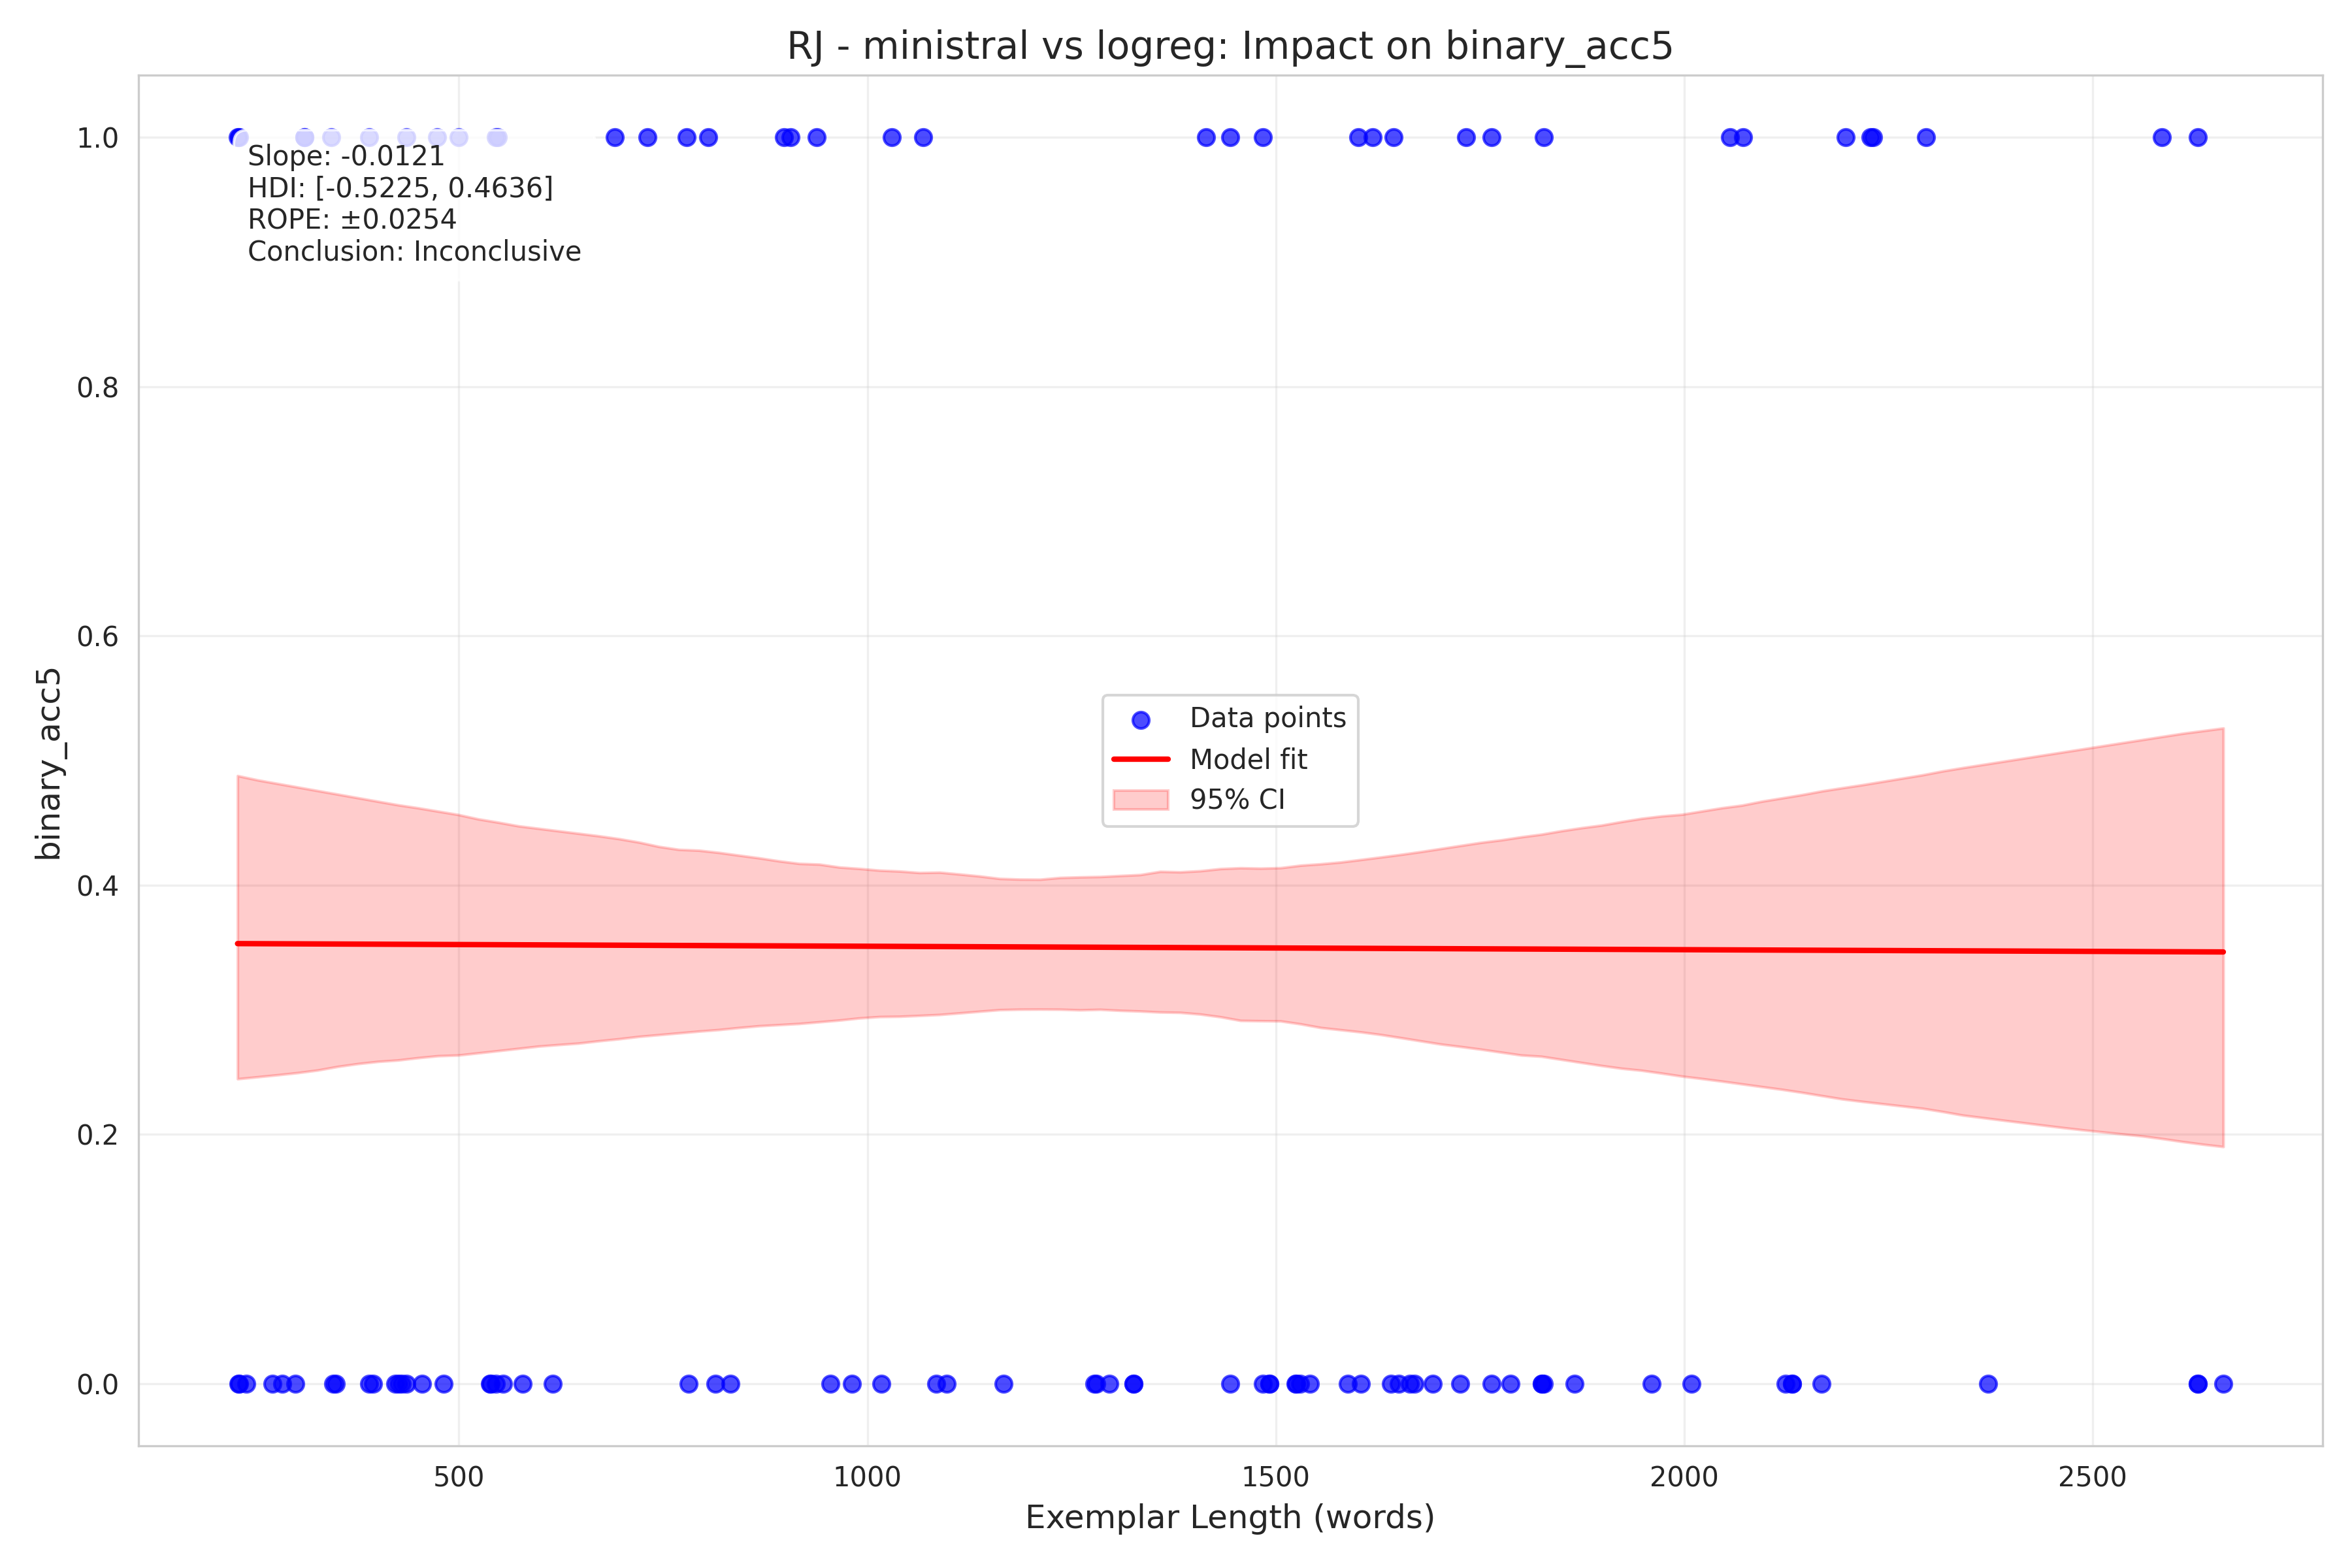 RJ - ministral vs logreg: Impact on binary_acc5
1.0
0.8
0.6
0.4
0.2
0.0
binary_acc5
Slope: -0.0121
HDI: [-0.5225, 0.4636]
ROPE: ±0.0254
Conclusion: Inconclusive
Data points
Model fit
95% CI
500 1000 1500 2000 2500
Exemplar Length (words)